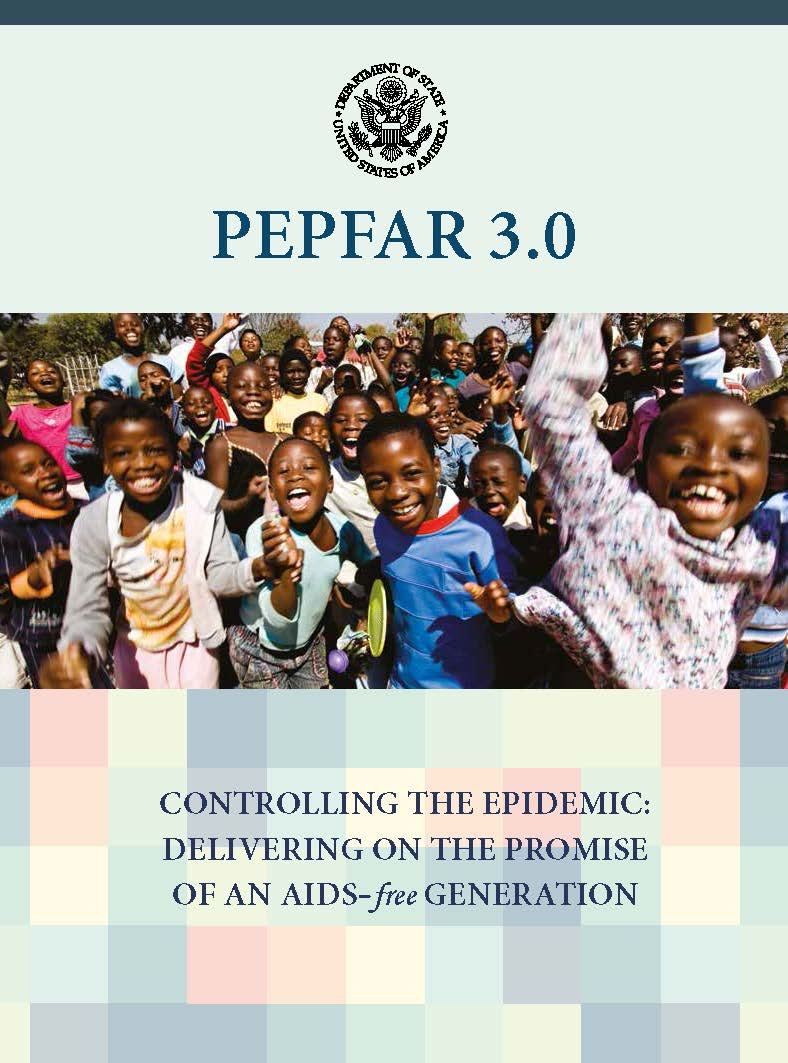 DEPARTMENT OF STATE
UNITED STATES OF AMERICA
PEPFAR 3.0
CONTROLLING THE EPIDEMIC:
DELIVERING ON THE PROMISE
OF AN AIDS-free GENERATION